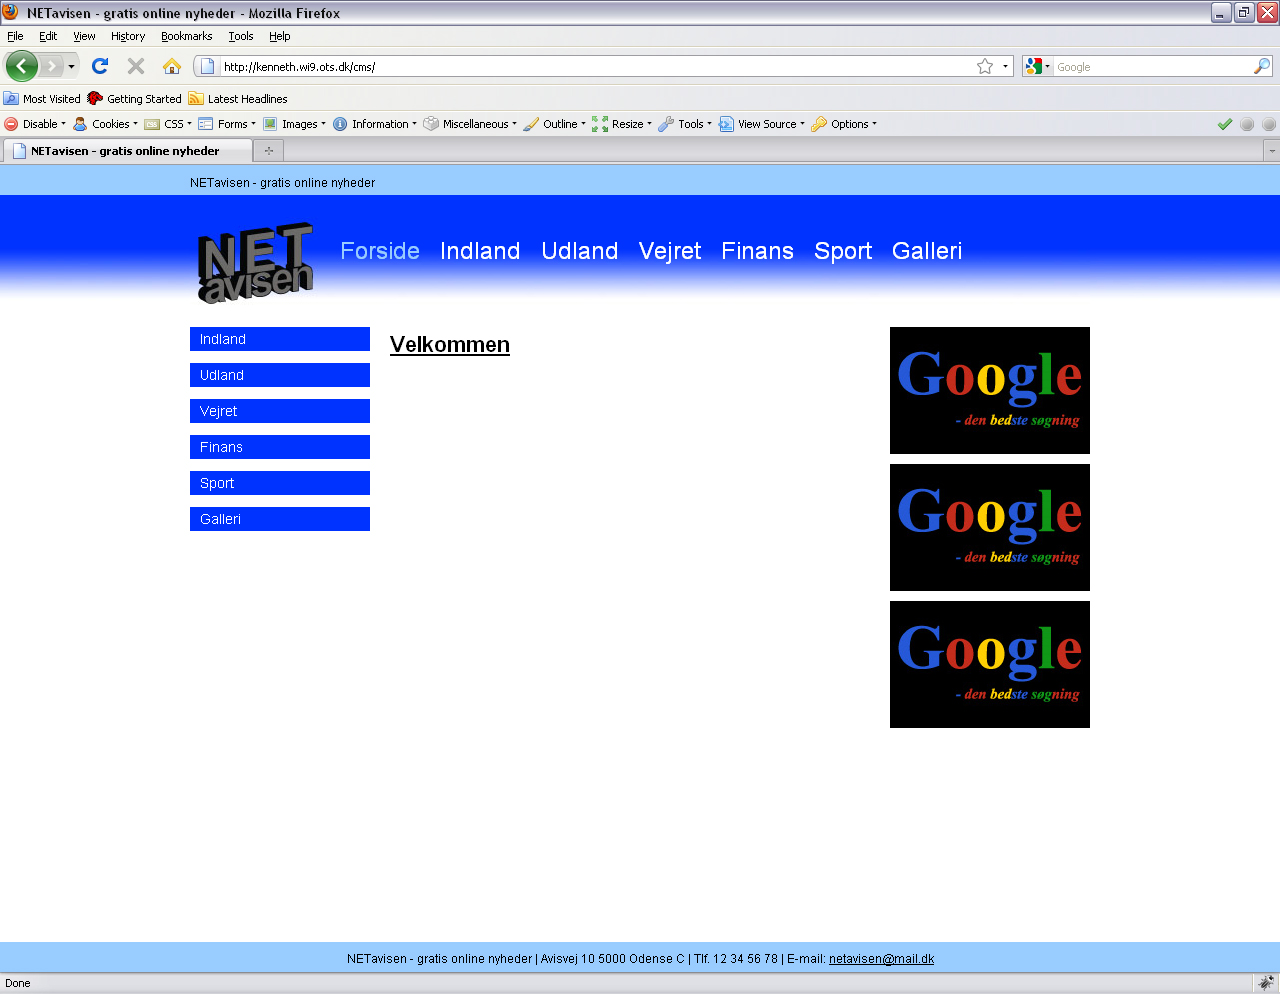 NETavisen - gratis online nyheder - Mozilla Firefox
File Edit View History Bookmarks Tools Help
http://kenneth.wi9.ots.dk/cms/ Google
Most Visited Getting Started Latest Headlines
Disable Cookies CSS Forms Images Information Miscellaneous Outline Resize Tools View Source Options
NETavisen - gratis online nyheder
NETavisen - gratis online nyheder
NET
avisen
Forside Indland Udland Vejret Finans Sport Galleri
Indland
Udland
Vejret
Finans
Sport
Galleri
Velkommen
Google
- den bedste søgning
Google
- den bedste søgning
Google
- den bedste søgning
NETavisen - gratis online nyheder | Avisvej 10 5000 Odense C | Tlf. 12 34 56 78 | E-mail: netavisen@mail.dk
Done